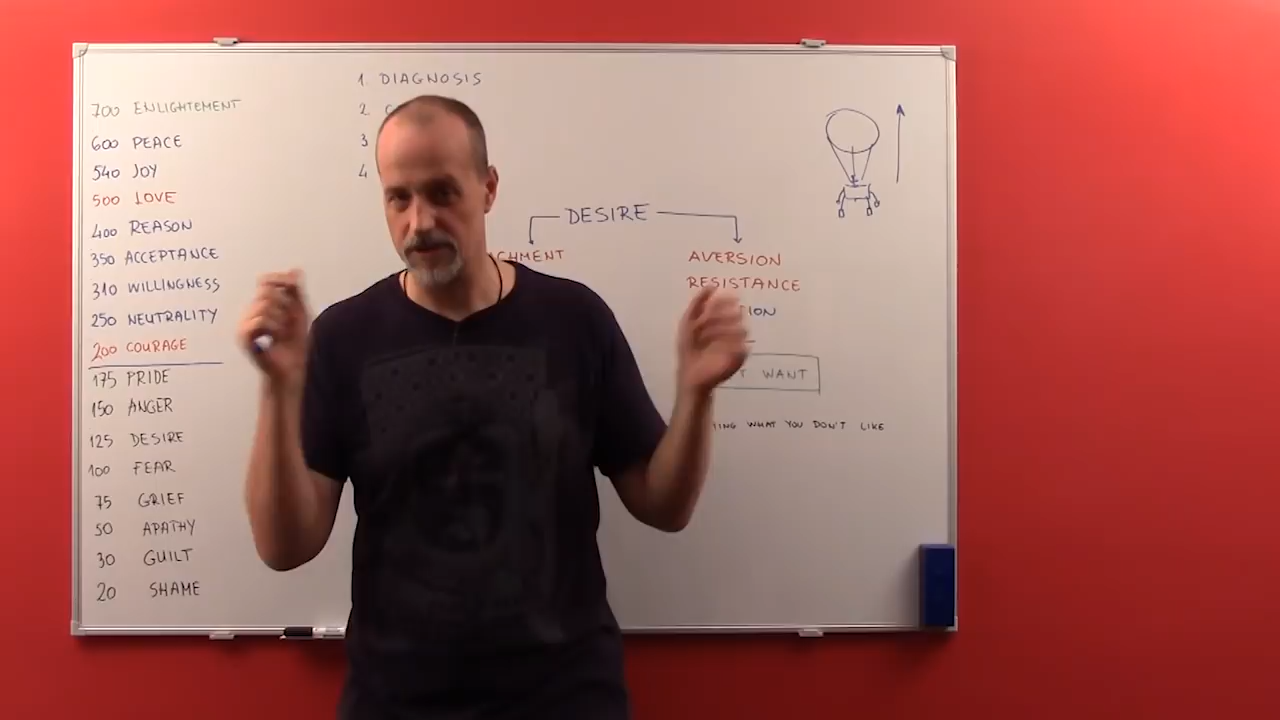 700 ENLIGHTEMENT
600 PEACE
540 JOY
500 LOVE
400 REASON
350 ACCEPTANCE
310 WILLINGNESS
250 NEUTRALITY
200 COURAGE
175 PRIDE
150 ANGER
125 DESIRE
100 FEAR
75 GRIEF
50 APATHY
30 GUILT
20 SHAME
1. DIAGNOSIS
2.
3
4
DESIRE
AVERSION
RESISTANCE
WANT
WHAT YOU DON'T LIKE